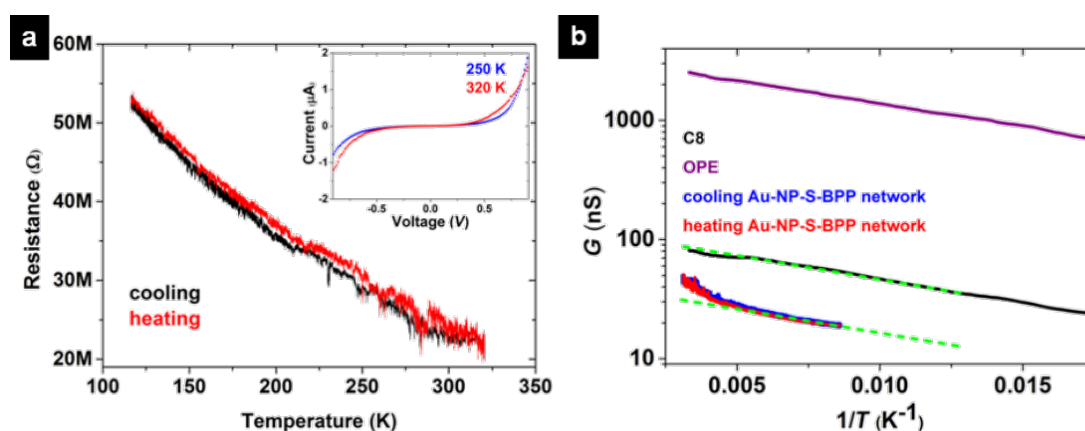 a
60M
50M
40M
30M
20M
Resistance (Ω)
100 150 200 250 300 350
Temperature (K)
cooling
heating
2
1
0
-1
-2
Current (µA)
-0.5 0.0 0.5
Voltage (V)
250 K
320 K
b
1000
100
10
G (nS)
C8
OPE
cooling Au-NP-S-BPP network
heating Au-NP-S-BPP network
0.005 0.010 0.015
1/T (K⁻¹)